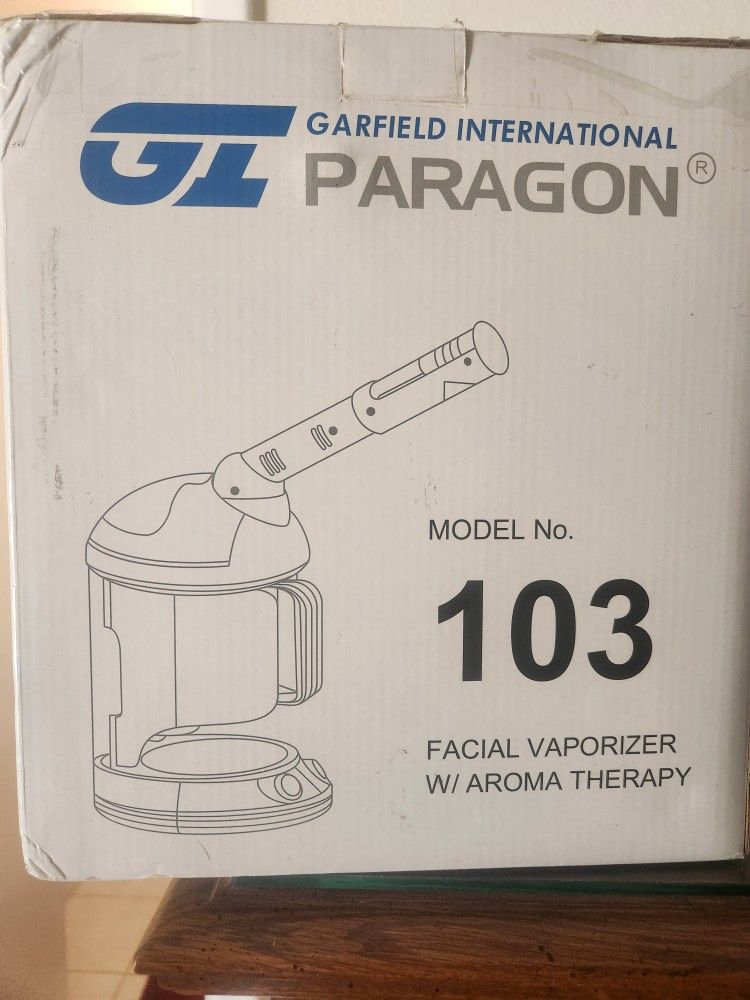 GI GARFIELD INTERNATIONAL
PARAGON®
MODEL No.
103
FACIAL VAPORIZER
W/ AROMA THERAPY